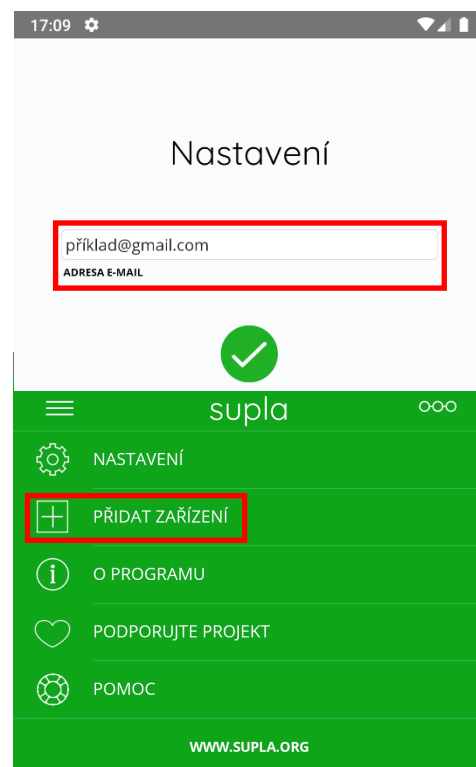 17:09
Nastavení
příklad@gmail.com
ADRESA E-MAIL
supla
NASTAVENÍ
PŘIDAT ZAŘÍZENÍ
O PROGRAMU
PODPORUJTE PROJEKT
POMOC
WWW.SUPLA.ORG